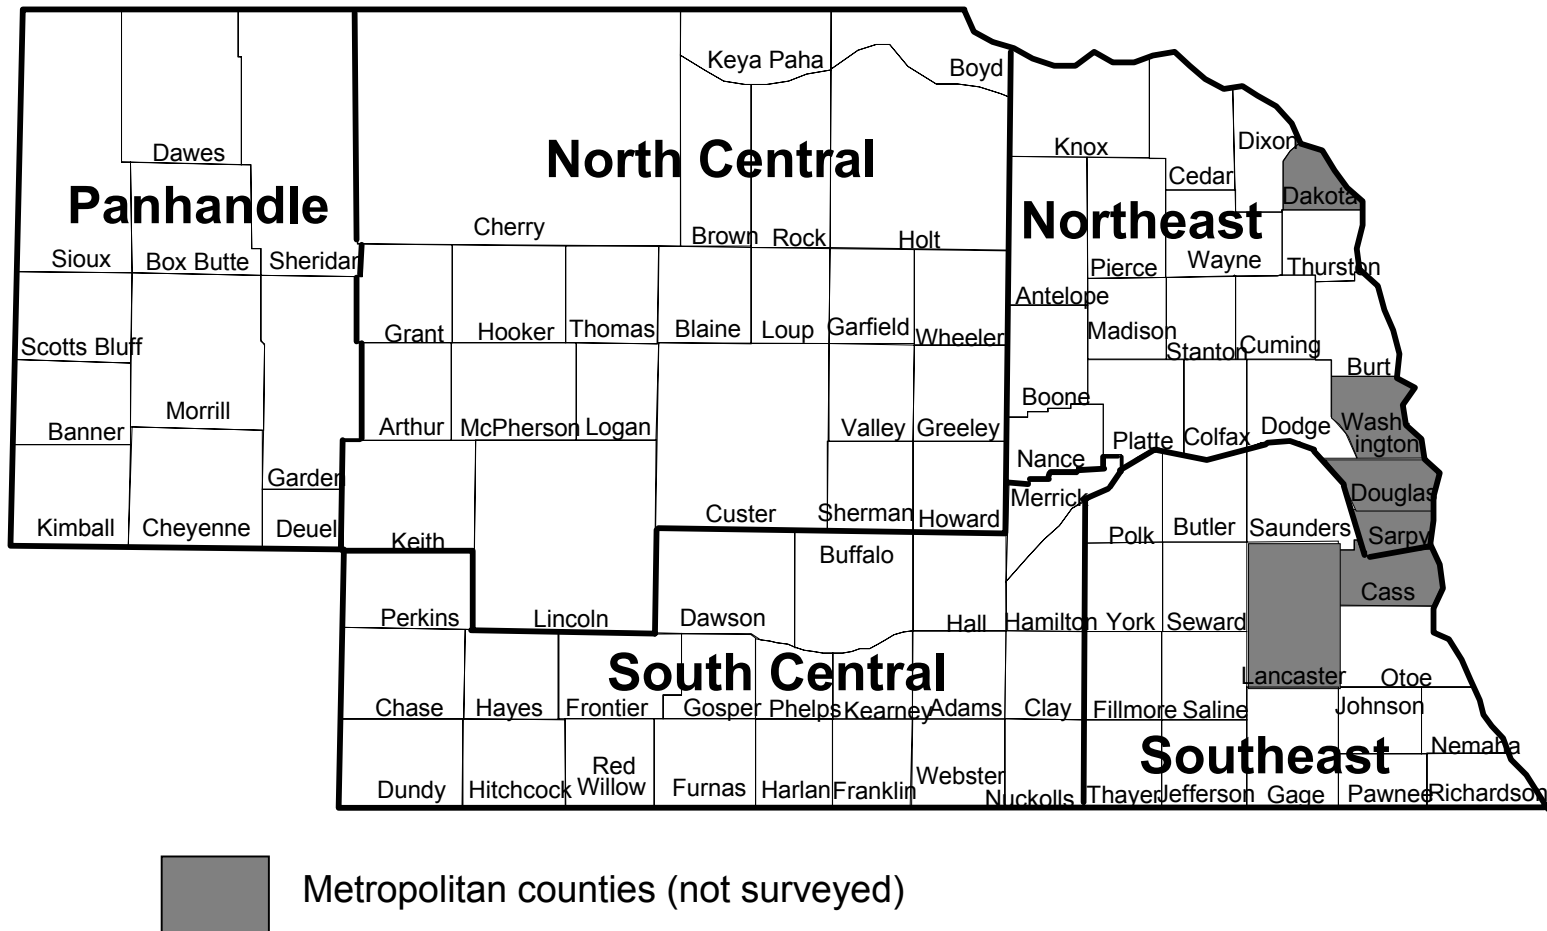 Keya Paha
Boyd
Knox
Dixon
Dawes
North Central
Cedar
Dakota
Panhandle
Northeast
Cherry
Brown
Rock
Holt
Sioux
Box Butte
Sheridan
Pierce
Wayne
Thurston
Antelope
Grant
Hooker
Thomas
Blaine
Loup
Garfield
Wheeler
Madison
Stanton
Cuming
Scotts Bluff
Burt
Boone
Morrill
Banner
Arthur
McPherson
Logan
Valley
Greeley
Platte
Colfax
Dodge
Wash
ington
Nance
Garden
Merrick
Douglas
Kimball
Cheyenne
Deuel
Keith
Custer
Sherman
Howard
Polk
Butler
Saunders
Sarpy
Buffalo
Cass
Perkins
Lincoln
Dawson
Hall
Hamilton
York
Seward
South Central
Lancaster
Otoe
Chase
Hayes
Frontier
Gosper
Phelps
Kearney
Adams
Clay
Fillmore
Saline
Johnson
Southeast
Nemaha
Dundy
Hitchcock
Red
Willow
Furnas
Harlan
Franklin
Webster
Nuckolls
Thayer
Jefferson
Gage
Pawnee
Richardson
Metropolitan counties (not surveyed)